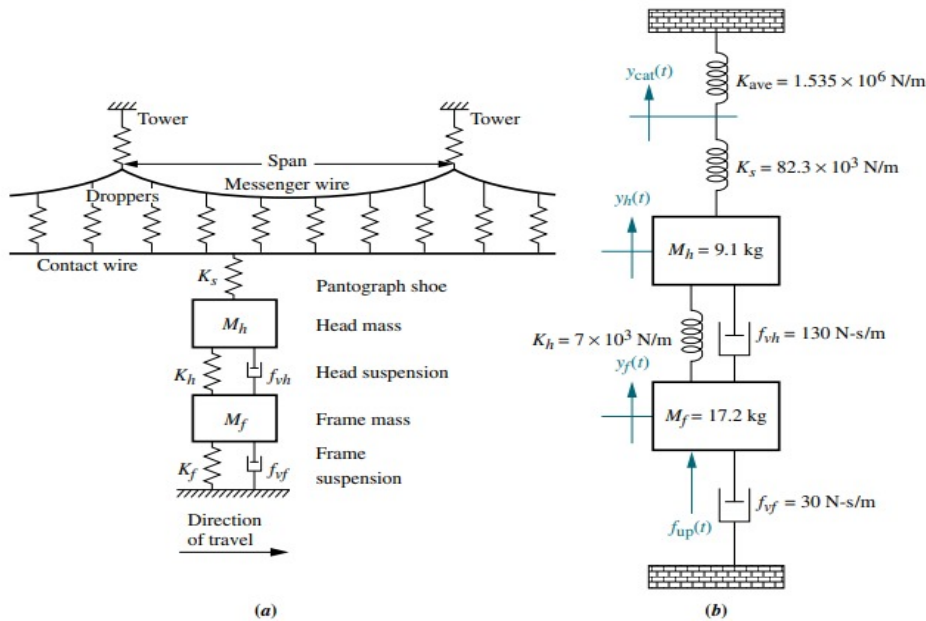 Tower
Tower
Span
Messenger wire
Droppers
Contact wire
K_s
Pantograph shoe
M_h
Head mass
K_h
f_vh
Head suspension
M_f
Frame mass
K_f
f_vf
Frame
suspension
Direction
of travel
(a)
y_cat(t)
K_ave = 1.535 × 10^6 N/m
K_s = 82.3 × 10^3 N/m
y_h(t)
M_h = 9.1 kg
K_h = 7 × 10^3 N/m
f_vh = 130 N-s/m
y_f(t)
M_f = 17.2 kg
f_vf = 30 N-s/m
f_up(t)
(b)